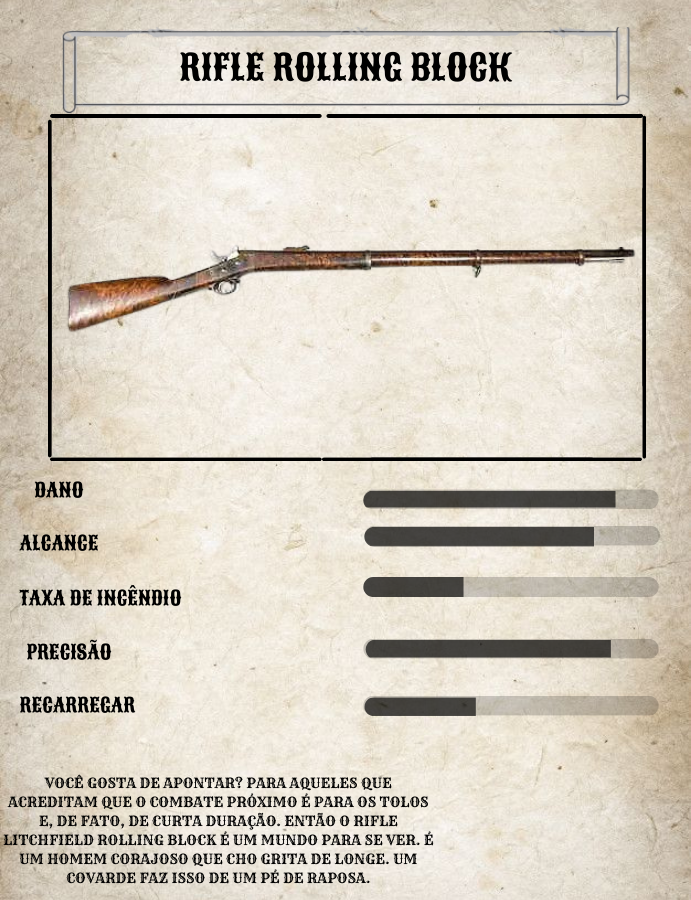 RIFLE ROLLING BLOCK
DANO
ALCANCE
TAXA DE INCÊNDIO
PRECISÃO
RECARREGAR
VOCÊ GOSTA DE APONTAR? PARA AQUELES QUE
ACREDITAM QUE O COMBATE PRÓXIMO É PARA OS TOLOS
E, DE FATO, DE CURTA DURAÇÃO. ENTÃO O RIFLE
LITCHFIELD ROLLING BLOCK É UM MUNDO PARA SE VER. É
UM HOMEM CORAJOSO QUE CHO GRITA DE LONGE. UM
COVARDE FAZ ISSO DE UM PÉ DE RAPOSA.